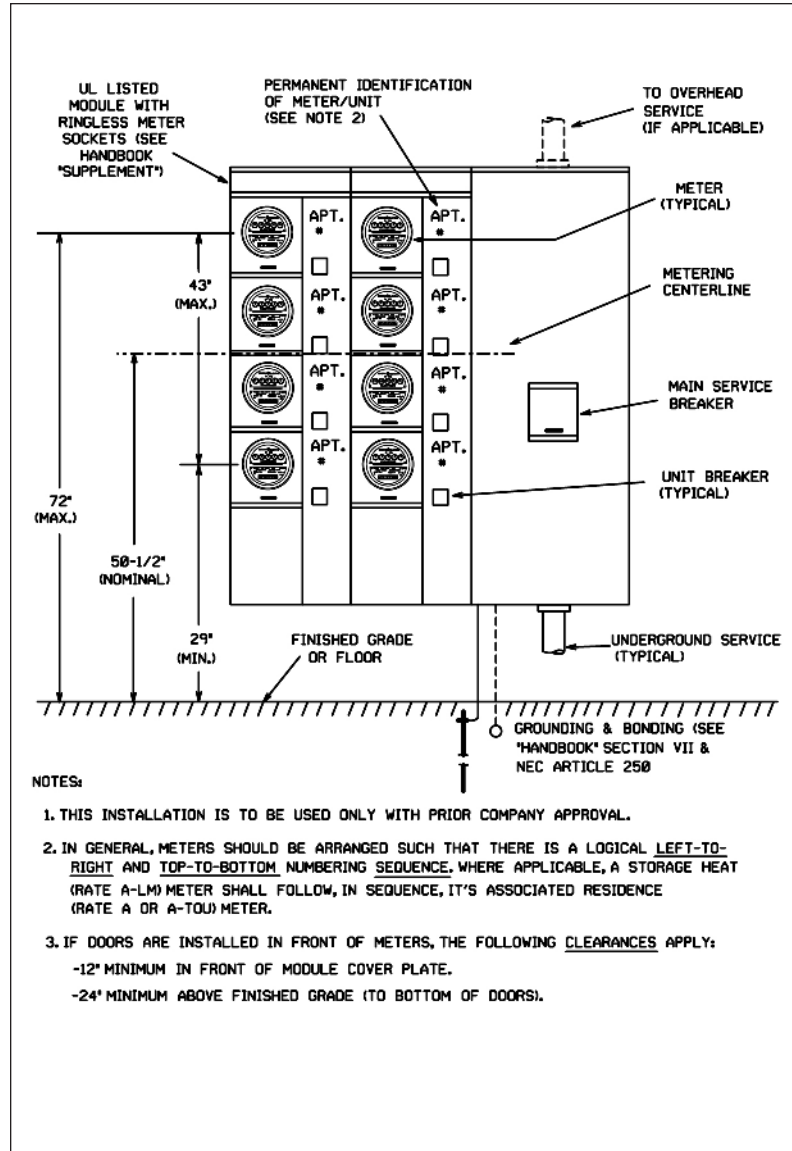 UL LISTED
MODULE WITH
RINGLESS METER
SOCKETS (SEE
HANDBOOK
"SUPPLEMENT")
PERMANENT IDENTIFICATION
OF METER/UNIT
(SEE NOTE 2)
TO OVERHEAD
SERVICE
(IF APPLICABLE)
METER
(TYPICAL)
APT.
#
APT.
#
43"
(MAX.)
METERING
CENTERLINE
APT.
#
APT.
#
APT.
#
APT.
#
MAIN SERVICE
BREAKER
APT.
#
APT.
#
UNIT BREAKER
(TYPICAL)
72"
(MAX.)
50-1/2"
(NOMINAL)
29"
(MIN.)
FINISHED GRADE
OR FLOOR
UNDERGROUND SERVICE
(TYPICAL)
GROUNDING & BONDING (SEE
"HANDBOOK" SECTION VII &
NEC ARTICLE 250
NOTES:
1. THIS INSTALLATION IS TO BE USED ONLY WITH PRIOR COMPANY APPROVAL.
2. IN GENERAL, METERS SHOULD BE ARRANGED SUCH THAT THERE IS A LOGICAL LEFT-TO-
RIGHT AND TOP-TO-BOTTOM NUMBERING SEQUENCE. WHERE APPLICABLE, A STORAGE HEAT
(RATE A-LM) METER SHALL FOLLOW, IN SEQUENCE, IT'S ASSOCIATED RESIDENCE
(RATE A OR A-TOU) METER.
3. IF DOORS ARE INSTALLED IN FRONT OF METERS, THE FOLLOWING CLEARANCES APPLY:
-12" MINIMUM IN FRONT OF MODULE COVER PLATE.
-24" MINIMUM ABOVE FINISHED GRADE (TO BOTTOM OF DOORS).